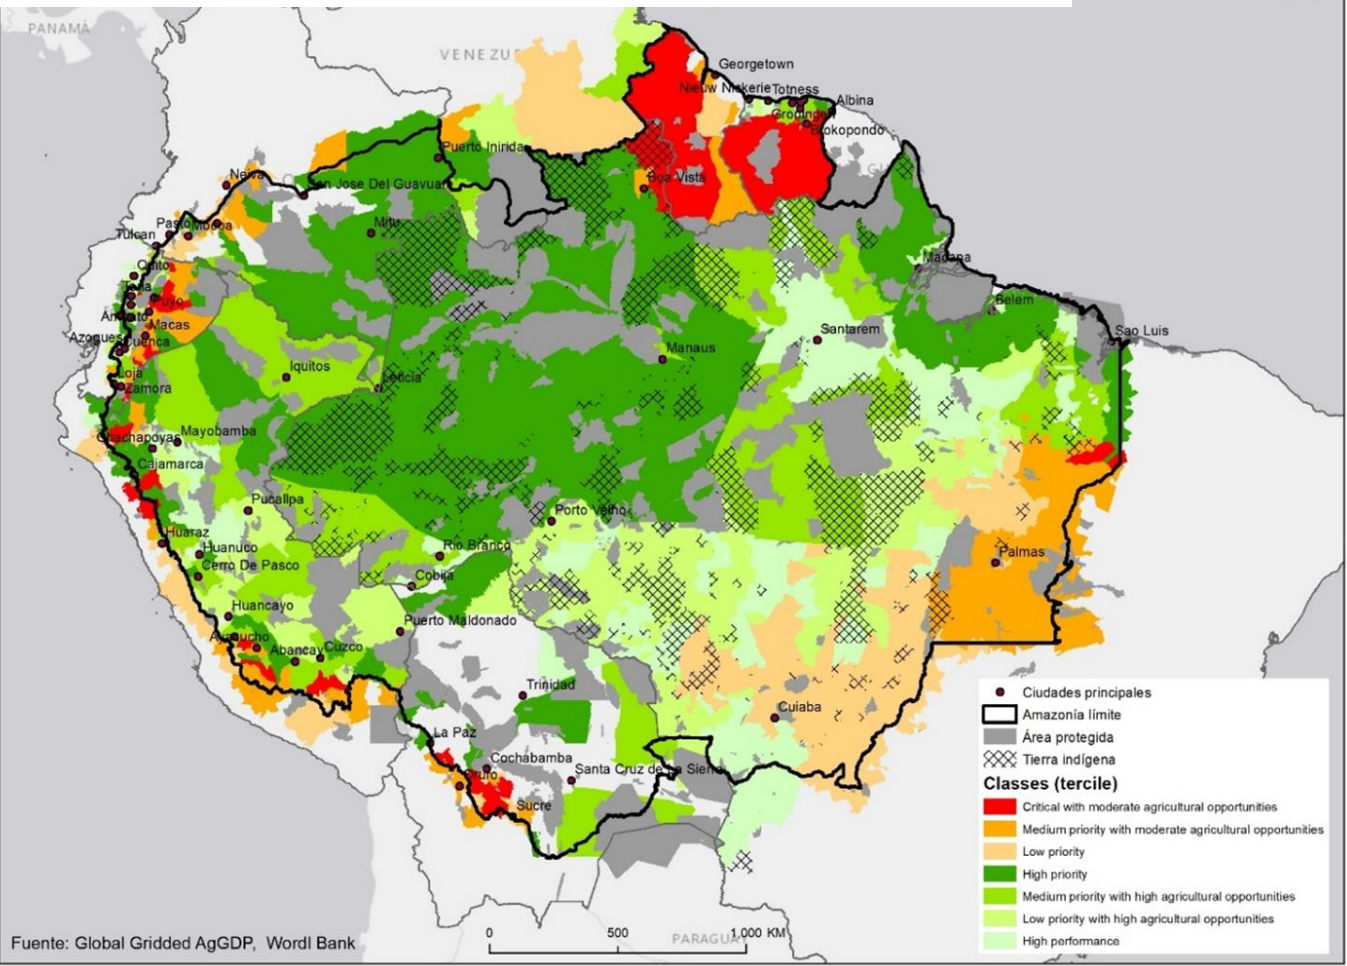 PANAMÁ
VENEZU
Georgetown
Nieuw Nickerie
Totness
Albina
Brokopondo
Puerto Inirida
Boa Vista
Neiva
San Jose Del Guavuare
Mitu
Pasto
Mocoa
Tulcan
Quito
Macapa
Belem
Puyo
Macas
Azogues
Cuenca
Santarem
Sao Luis
Manaus
Iquitos
Leticia
Loja
Zamora
Mayobamba
Chachapoyas
Cajamarca
Pucallpa
Porto Velho
Huaraz
Huanuco
Rio Branco
Palmas
Cerro De Pasco
Cobija
Huancayo
Puerto Maldonado
Ayacucho
Abancay
Cuzco
Trinidad
Cuiaba
La Paz
Cochabamba
Oruro
Santa Cruz de La Sierra
Sucre
Ciudades principales
Amazonía límite
Área protegida
Tierra indígena
Classes (tercile)
Critical with moderate agricultural opportunities
Medium priority with moderate agricultural opportunities
Low priority
High priority
Medium priority with high agricultural opportunities
Low priority with high agricultural opportunities
High performance
Fuente: Global Gridded AgGDP, Wordl Bank
0 500 1,000 KM
PARAGUAY